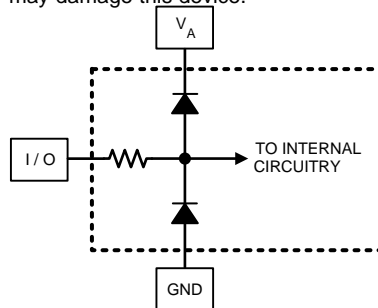 may damage this device.
V_A
I / O
TO INTERNAL
CIRCUITRY
GND